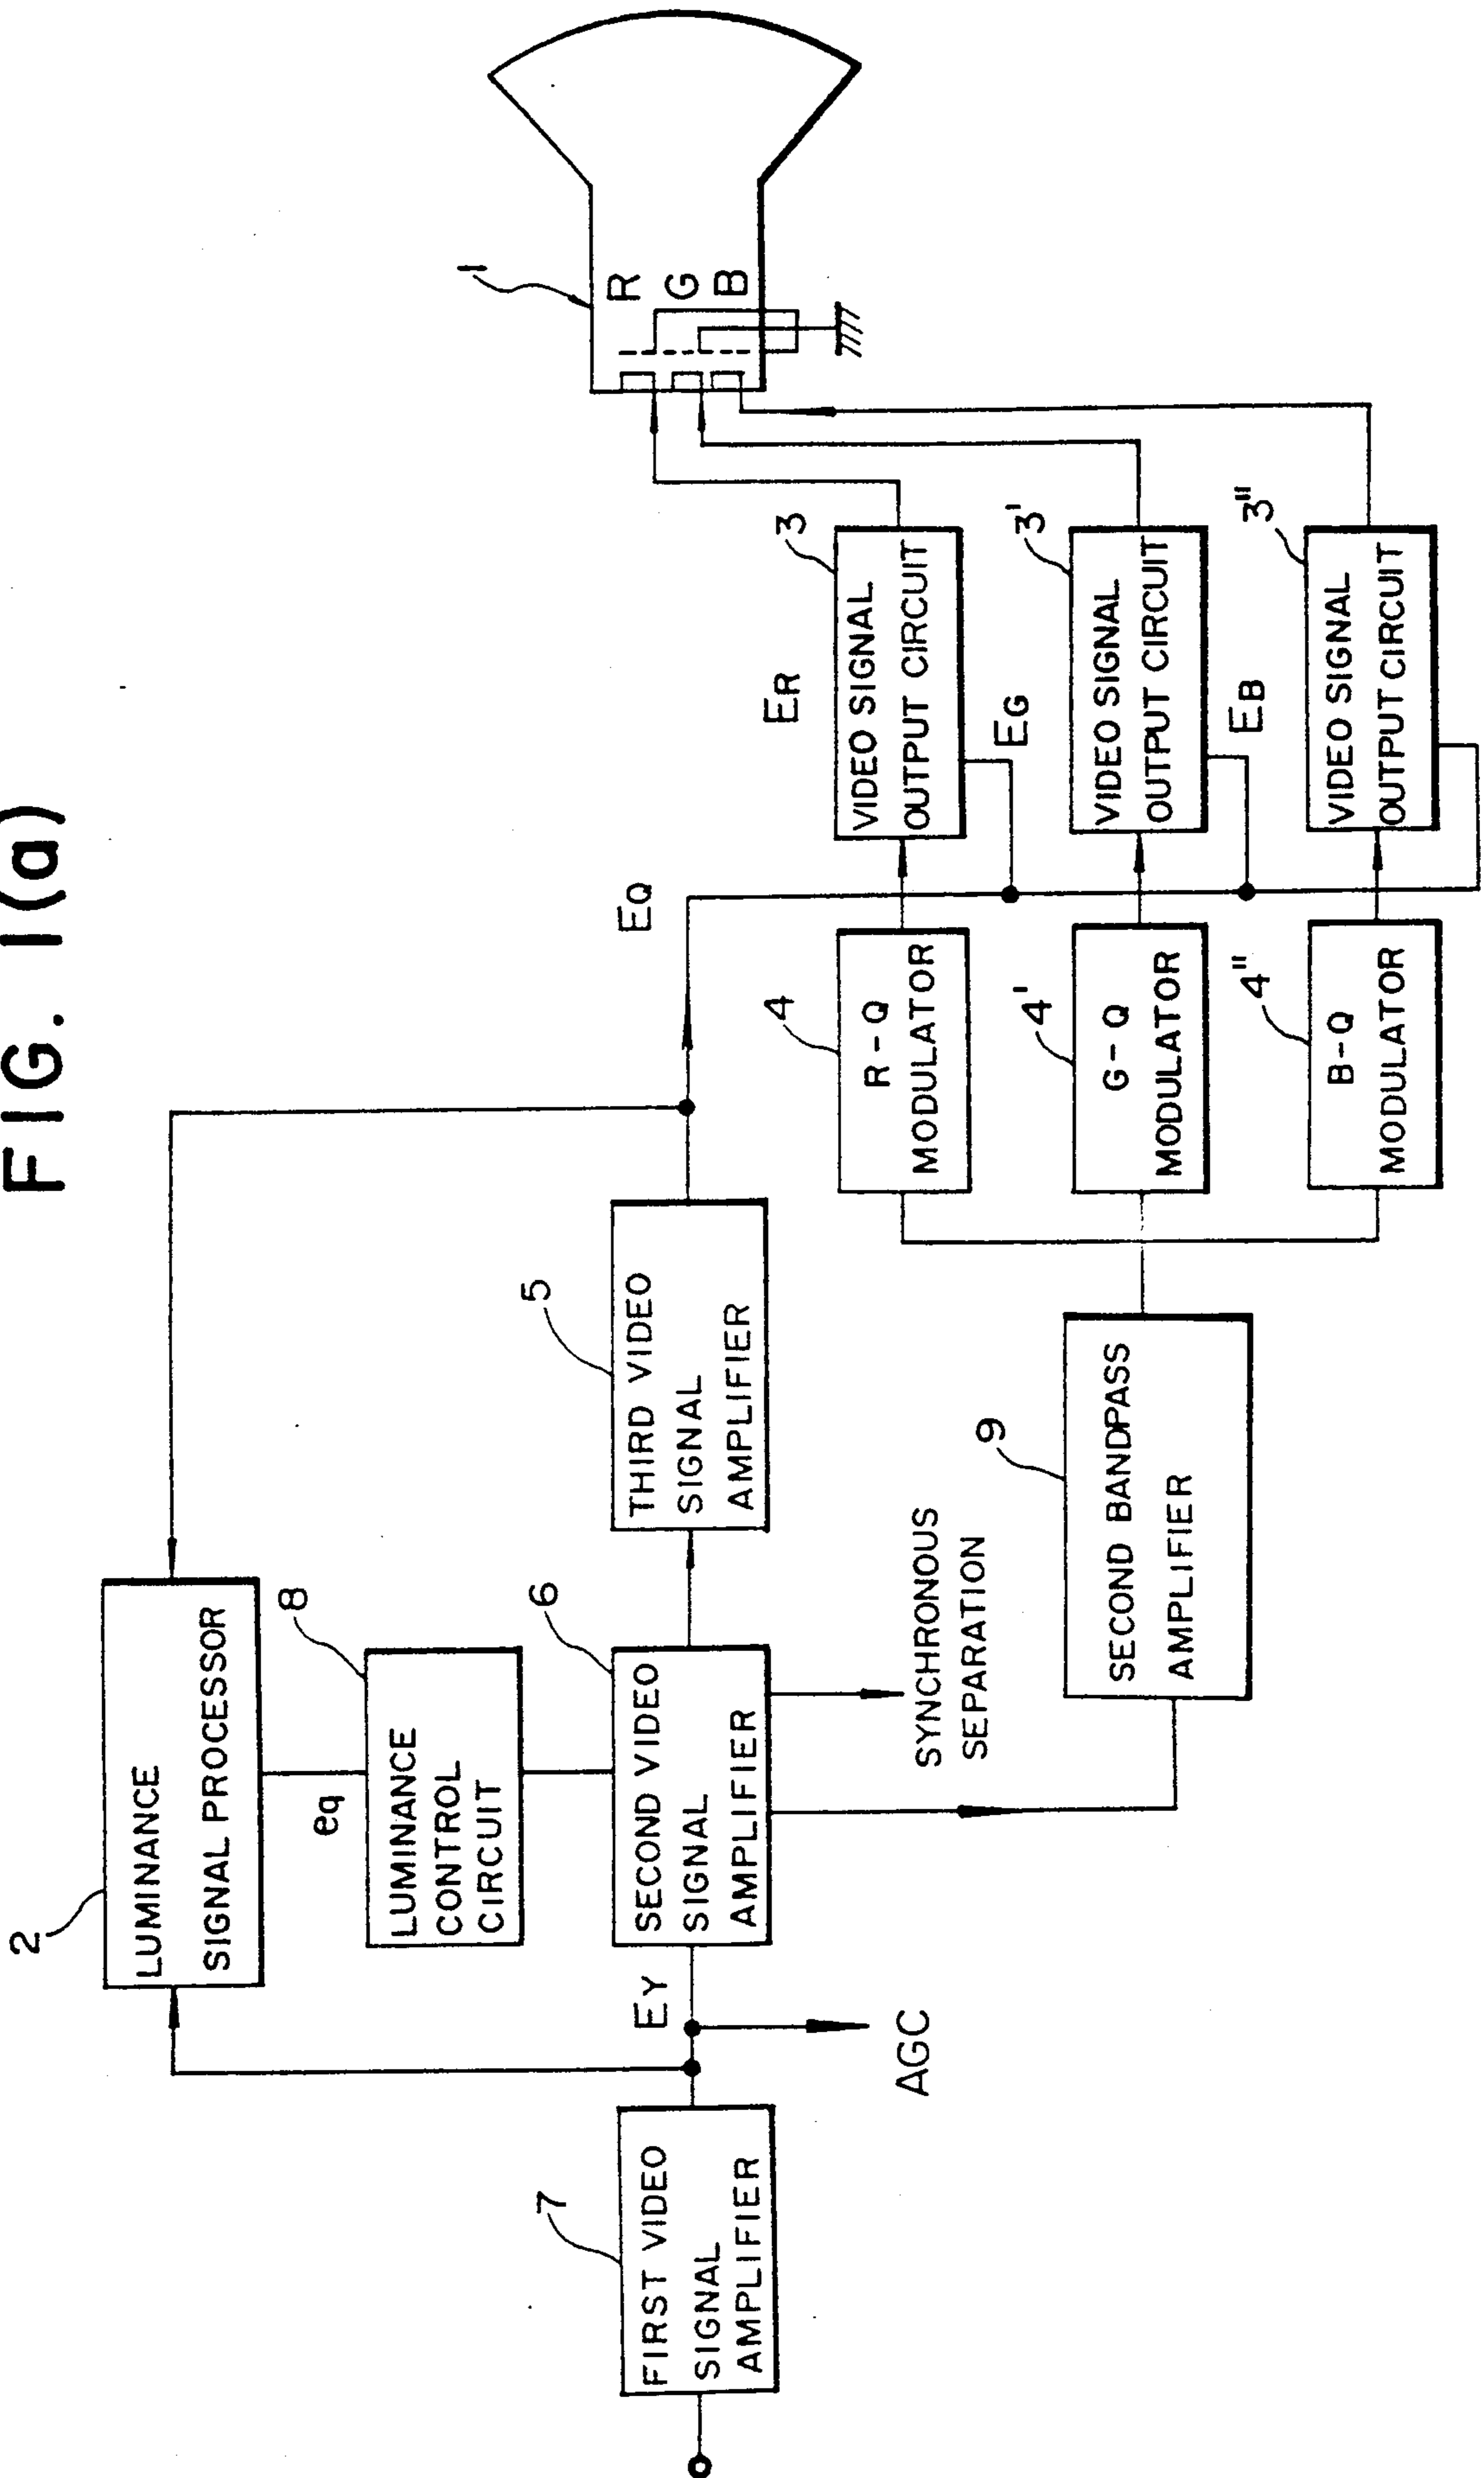 FIG. 1(a)
2
LUMINANCE
SIGNAL PROCESSOR
eq
8
LUMINANCE
CONTROL
CIRCUIT
7
FIRST VIDEO
SIGNAL
AMPLIFIER
EY
AGC
6
SECOND VIDEO
SIGNAL
AMPLIFIER
SYNCHRONOUS
SEPARATION
5
THIRD VIDEO
SIGNAL
AMPLIFIER
EQ
9
SECOND BANDPASS
AMPLIFIER
4
R-Q
MODULATOR
4'
G-Q
MODULATOR
4"
B-Q
MODULATOR
ER
3
VIDEO SIGNAL
OUTPUT CIRCUIT
EG
3'
VIDEO SIGNAL
OUTPUT CIRCUIT
EB
3"
VIDEO SIGNAL
OUTPUT CIRCUIT
1
R
G
B